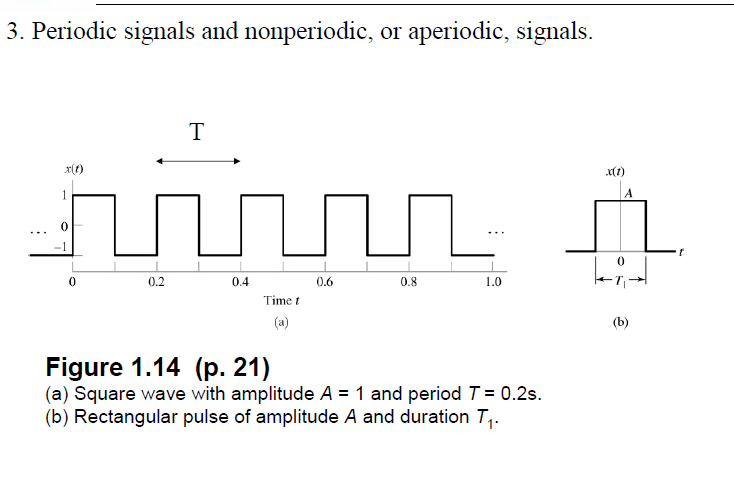 3. Periodic signals and nonperiodic, or aperiodic, signals.
T
x(t)
1
0
−1
...
...
0 0.2 0.4 0.6 0.8 1.0
Time t
(a)
x(t)
A
0
t
T₁
(b)
Figure 1.14 (p. 21)
(a) Square wave with amplitude A = 1 and period T = 0.2s.
(b) Rectangular pulse of amplitude A and duration T₁.